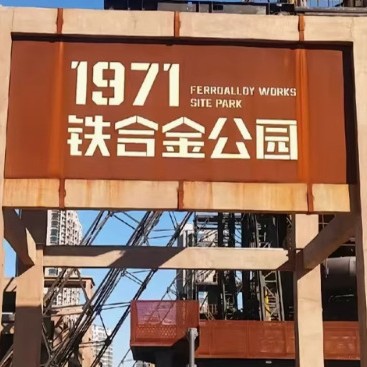 1971
FERROALLOY WORKS
SITE PARK
铁合金公园